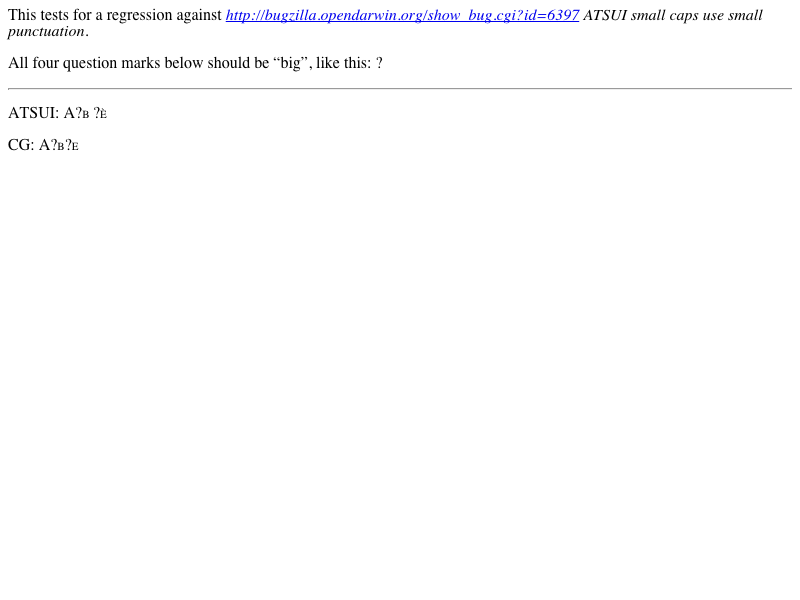 This tests for a regression against http://bugzilla.opendarwin.org/show_bug.cgi?id=6397 ATSUI small caps use small
punctuation.
All four question marks below should be “big”, like this: ?
ATSUI: A?ʙ ?ᴇ̀
CG: A?ʙ?ᴇ